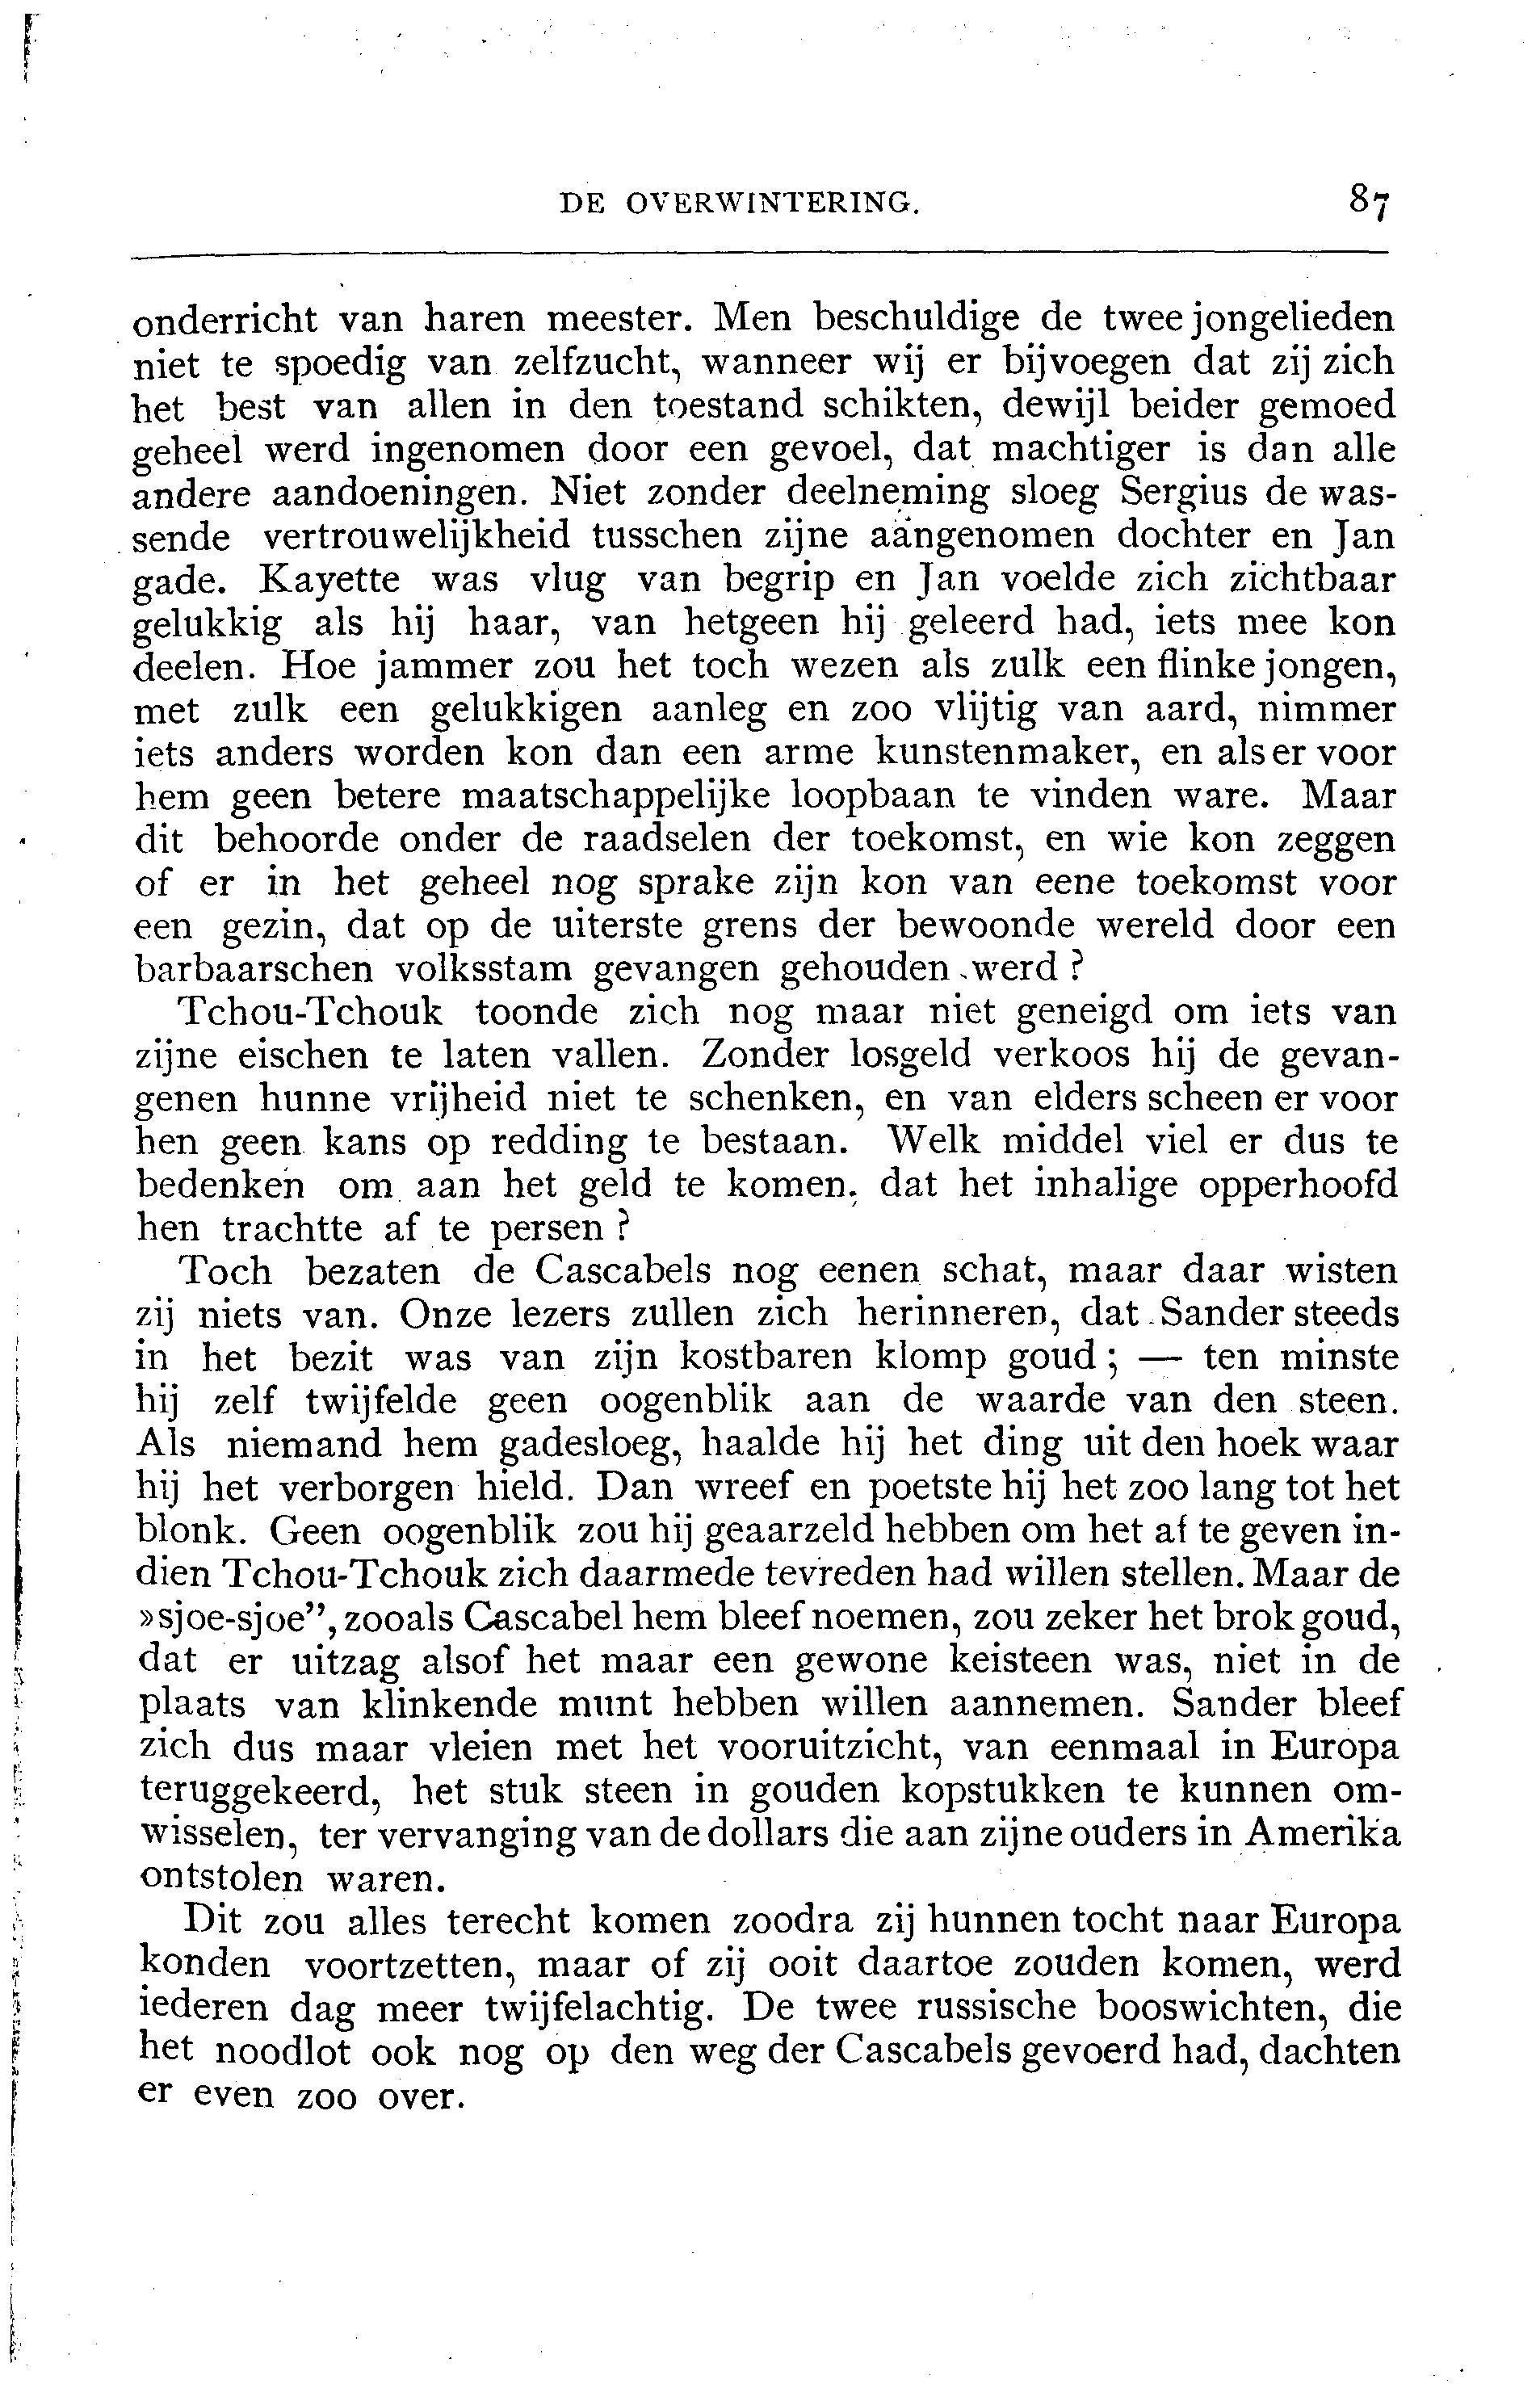 DE OVERWINTERING. 87
onderricht van haren meester. Men beschuldige de twee jongelieden
niet te spoedig van zelfzucht, wanneer wij er bijvoegen dat zij zich
het best van allen in den toestand schikten, dewijl beider gemoed
geheel werd ingenomen door een gevoel, dat machtiger is dan alle
andere aandoeningen. Niet zonder deelneming sloeg Sergius de was-
sende vertrouwelijkheid tusschen zijne aangenomen dochter en Jan
gade. Kayette was vlug van begrip en Jan voelde zich zichtbaar
gelukkig als hij haar, van hetgeen hij geleerd had, iets mee kon
deelen. Hoe jammer zou het toch wezen als zulk een flinke jongen,
met zulk een gelukkigen aanleg en zoo vlijtig van aard, nimmer
iets anders worden kon dan een arme kunstenmaker, en als er voor
hem geen betere maatschappelijke loopbaan te vinden ware. Maar
dit behoorde onder de raadselen der toekomst, en wie kon zeggen
of er in het geheel nog sprake zijn kon van eene toekomst voor
een gezin, dat op de uiterste grens der bewoonde wereld door een
barbaarschen volksstam gevangen gehouden werd?
Tchou-Tchouk toonde zich nog maar niet geneigd om iets van
zijne eischen te laten vallen. Zonder losgeld verkoos hij de gevan-
genen hunne vrijheid niet te schenken, en van elders scheen er voor
hen geen kans op redding te bestaan. Welk middel viel er dus te
bedenken om aan het geld te komen, dat het inhalige opperhoofd
hen trachtte af te persen?
Toch bezaten de Cascabels nog eenen schat, maar daar wisten
zij niets van. Onze lezers zullen zich herinneren, dat Sander steeds
in het bezit was van zijn kostbaren klomp goud; — ten minste
hij zelf twijfelde geen oogenblik aan de waarde van den steen.
Als niemand hem gadesloeg, haalde hij het ding uit den hoek waar
hij het verborgen hield. Dan wreef en poetste hij het zoo lang tot het
blonk. Geen oogenblik zou hij geaarzeld hebben om het af te geven in-
dien Tchou-Tchouk zich daarmede tevreden had willen stellen. Maar de
»sjoe-sjoe”, zooals Cascabel hem bleef noemen, zou zeker het brok goud,
dat er uitzag alsof het maar een gewone keisteen was, niet in de
plaats van klinkende munt hebben willen aannemen. Sander bleef
zich dus maar vleien met het vooruitzicht, van eenmaal in Europa
teruggekeerd, het stuk steen in gouden kopstukken te kunnen om-
wisselen, ter vervanging van de dollars die aan zijne ouders in Amerika
ontstolen waren.
Dit zou alles terecht komen zoodra zij hunnen tocht naar Europa
konden voortzetten, maar of zij ooit daartoe zouden komen, werd
iederen dag meer twijfelachtig. De twee russische booswichten, die
het noodlot ook nog op den weg der Cascabels gevoerd had, dachten
er even zoo over.